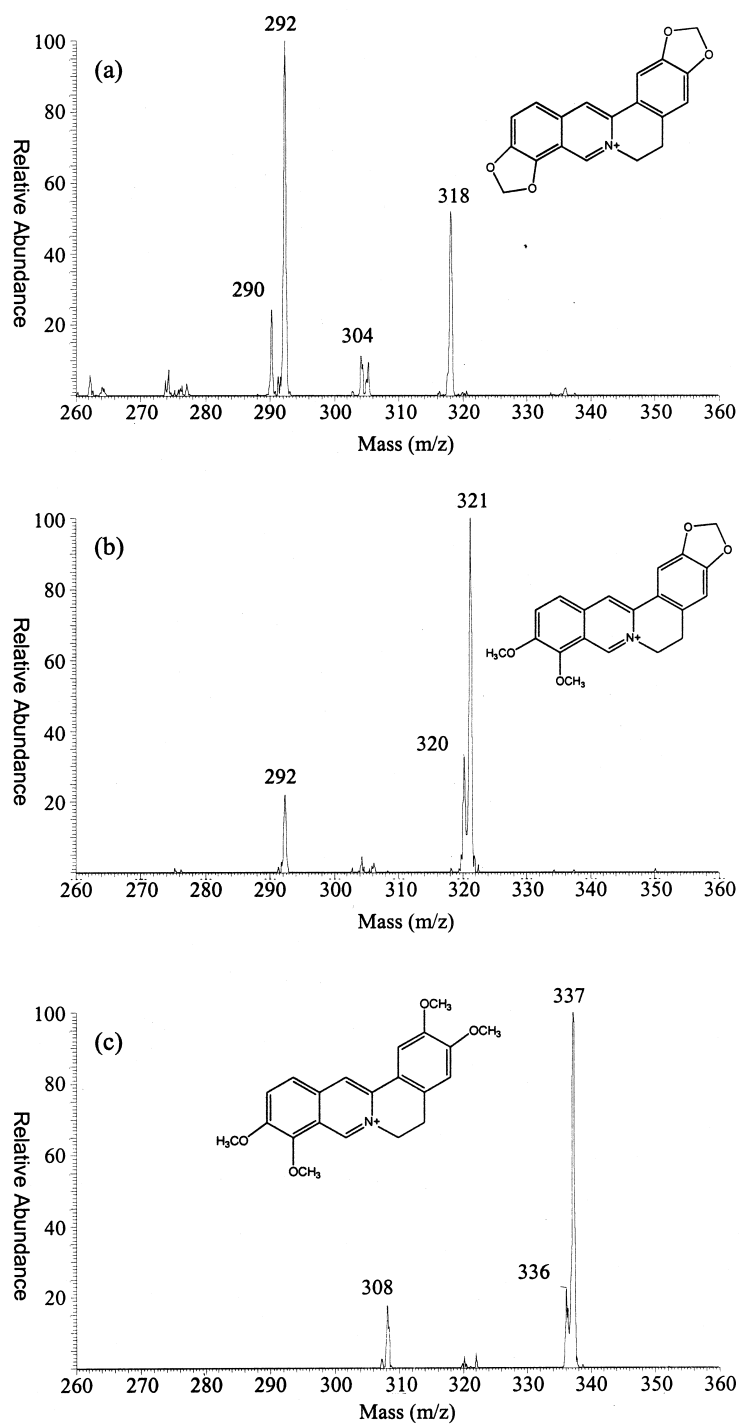 (a)
100
80
60
40
20
Relative Abundance
292
290
304
318
O
O
N+
O
O
260 270 280 290 300 310 320 330 340 350 360
Mass (m/z)
(b)
100
80
60
40
20
Relative Abundance
292
320
321
O
O
N+
H₃CO
OCH₃
260 270 280 290 300 310 320 330 340 350 360
Mass (m/z)
(c)
100
80
60
40
20
Relative Abundance
308
336
337
OCH₃
OCH₃
N+
H₃CO
OCH₃
260 270 280 290 300 310 320 330 340 350 360
Mass (m/z)